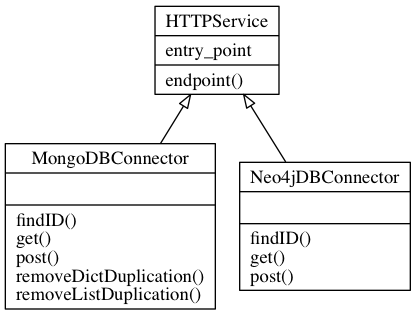 HTTPService
entry_point
endpoint()
MongoDBConnector
findID()
get()
post()
removeDictDuplication()
removeListDuplication()
Neo4jDBConnector
findID()
get()
post()